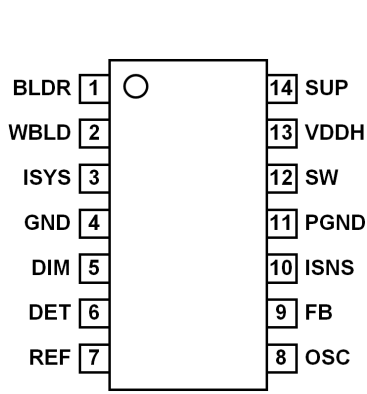 BLDR 1 14 SUP
WBLD 2 13 VDDH
ISYS 3 12 SW
GND 4 11 PGND
DIM 5 10 ISNS
DET 6 9 FB
REF 7 8 OSC